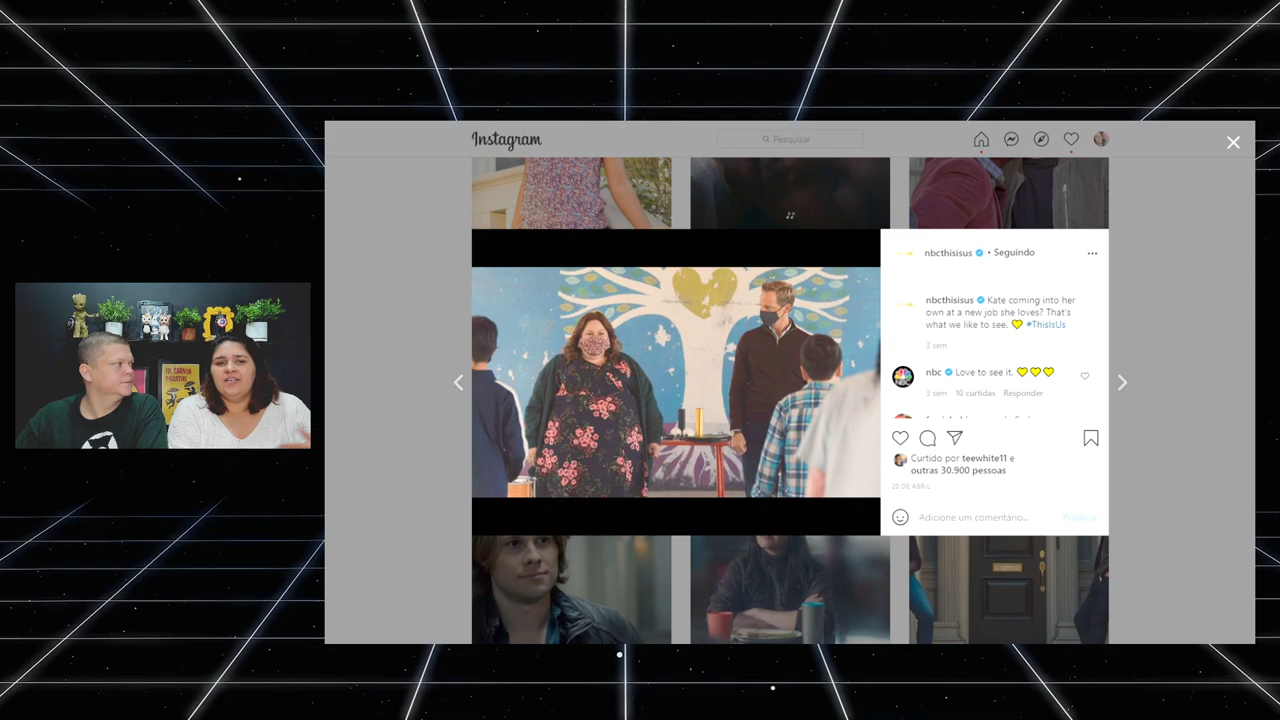 Instagram
Pesquisar
nbcthisisus • Seguindo
nbcthisisus Kate coming into her
own at a new job she loves? That's
what we like to see. 💛 #ThisIsUs
3 sem
nbc Love to see it. 💛💛💛
3 sem 10 curtidas Responder
Curtido por teewhite11 e
outras 30.900 pessoas
20 DE ABRIL
Adicione um comentário... Publicar